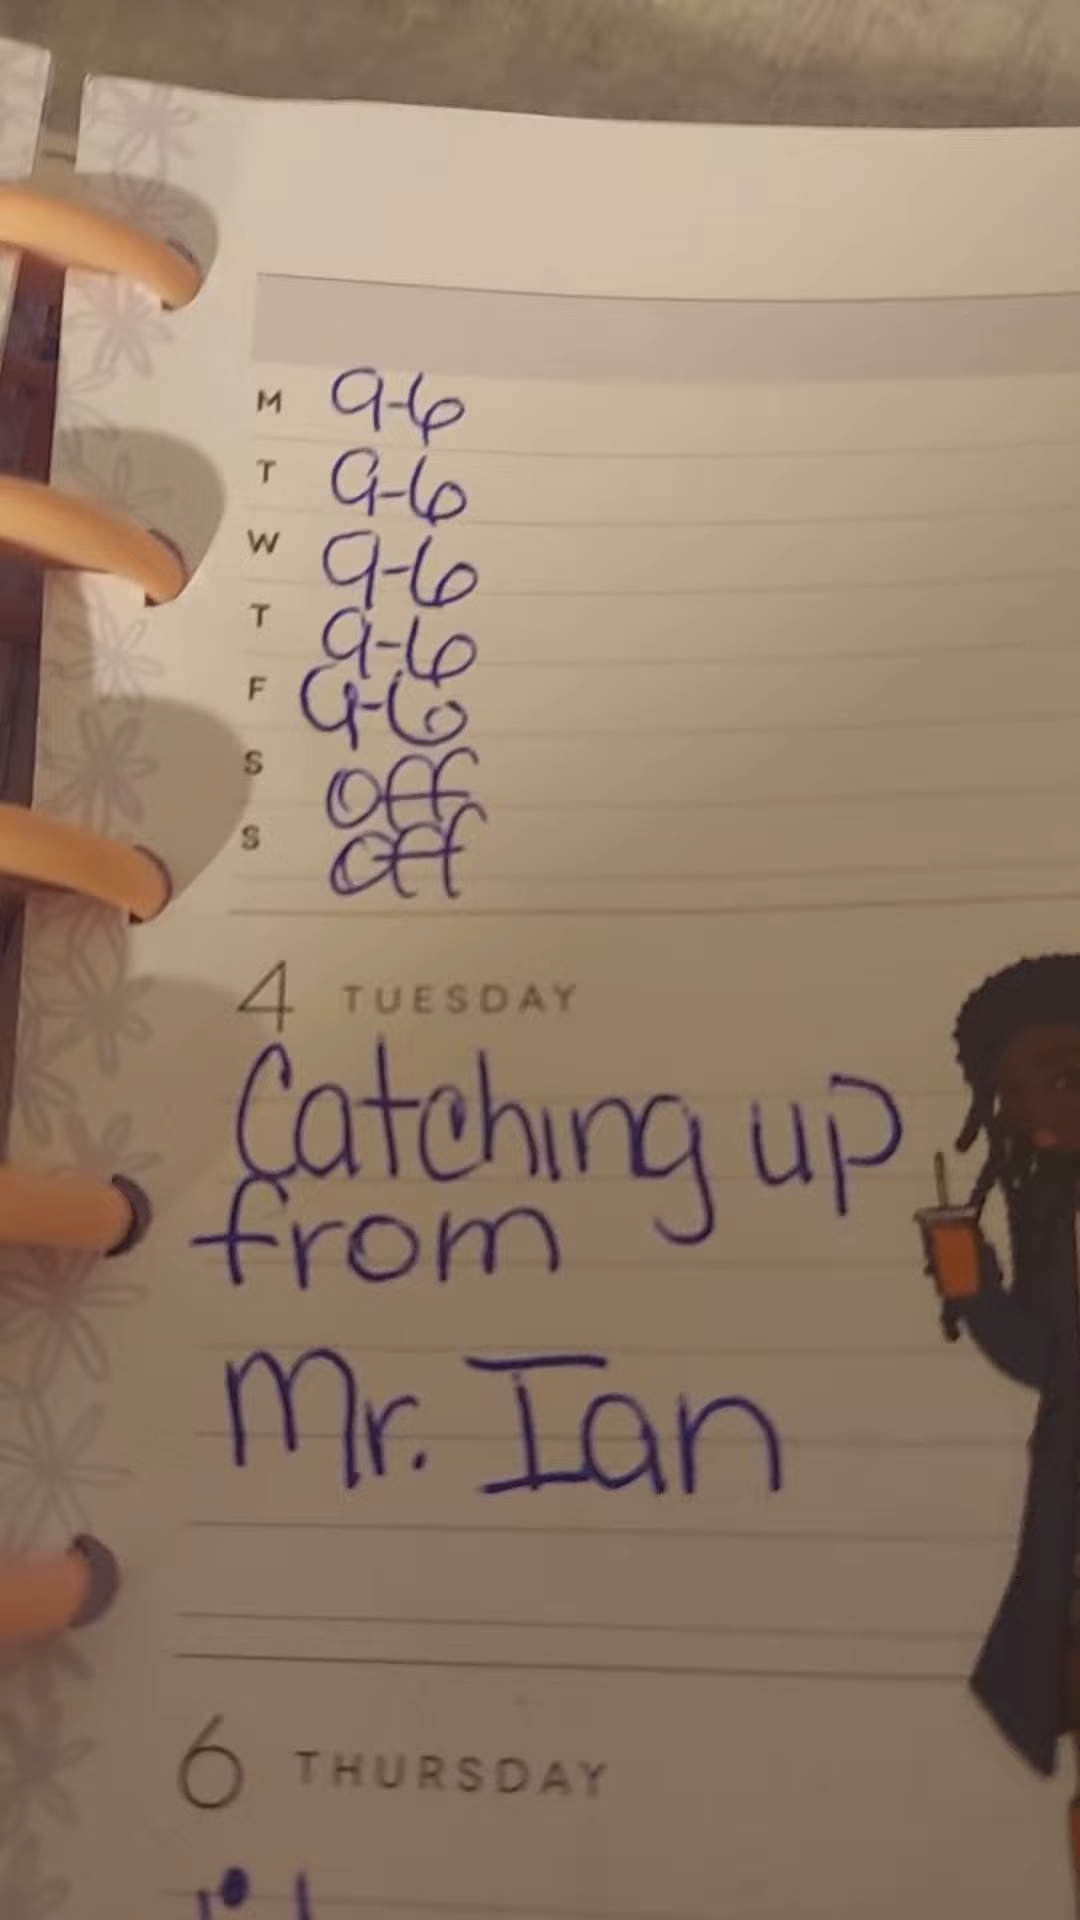 M 9-6
T 9-6
W 9-6
T 9-6
F 9-6
S off
S off
4 TUESDAY
Catching up
from
Mr. Ian
6 THURSDAY